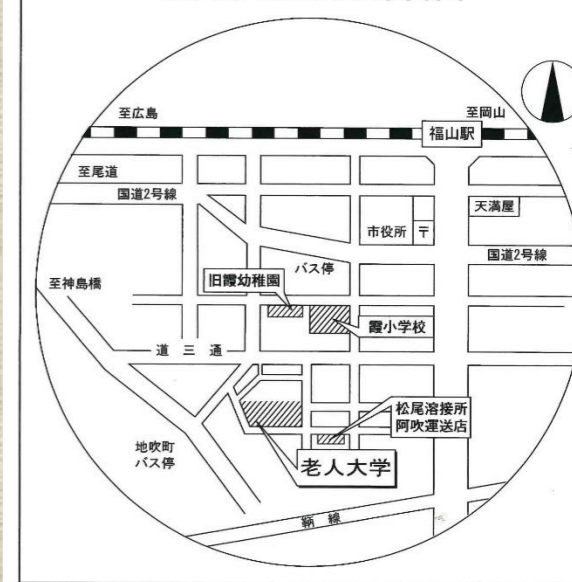 至広島
至岡山
福山駅
至尾道
国道2号線
天満屋
市役所
〒
国道2号線
バス停
旧霞幼稚園
至神島橋
霞小学校
道三通
松尾溶接所
阿吹運送店
地吹町
バス停
老人大学
鞆線